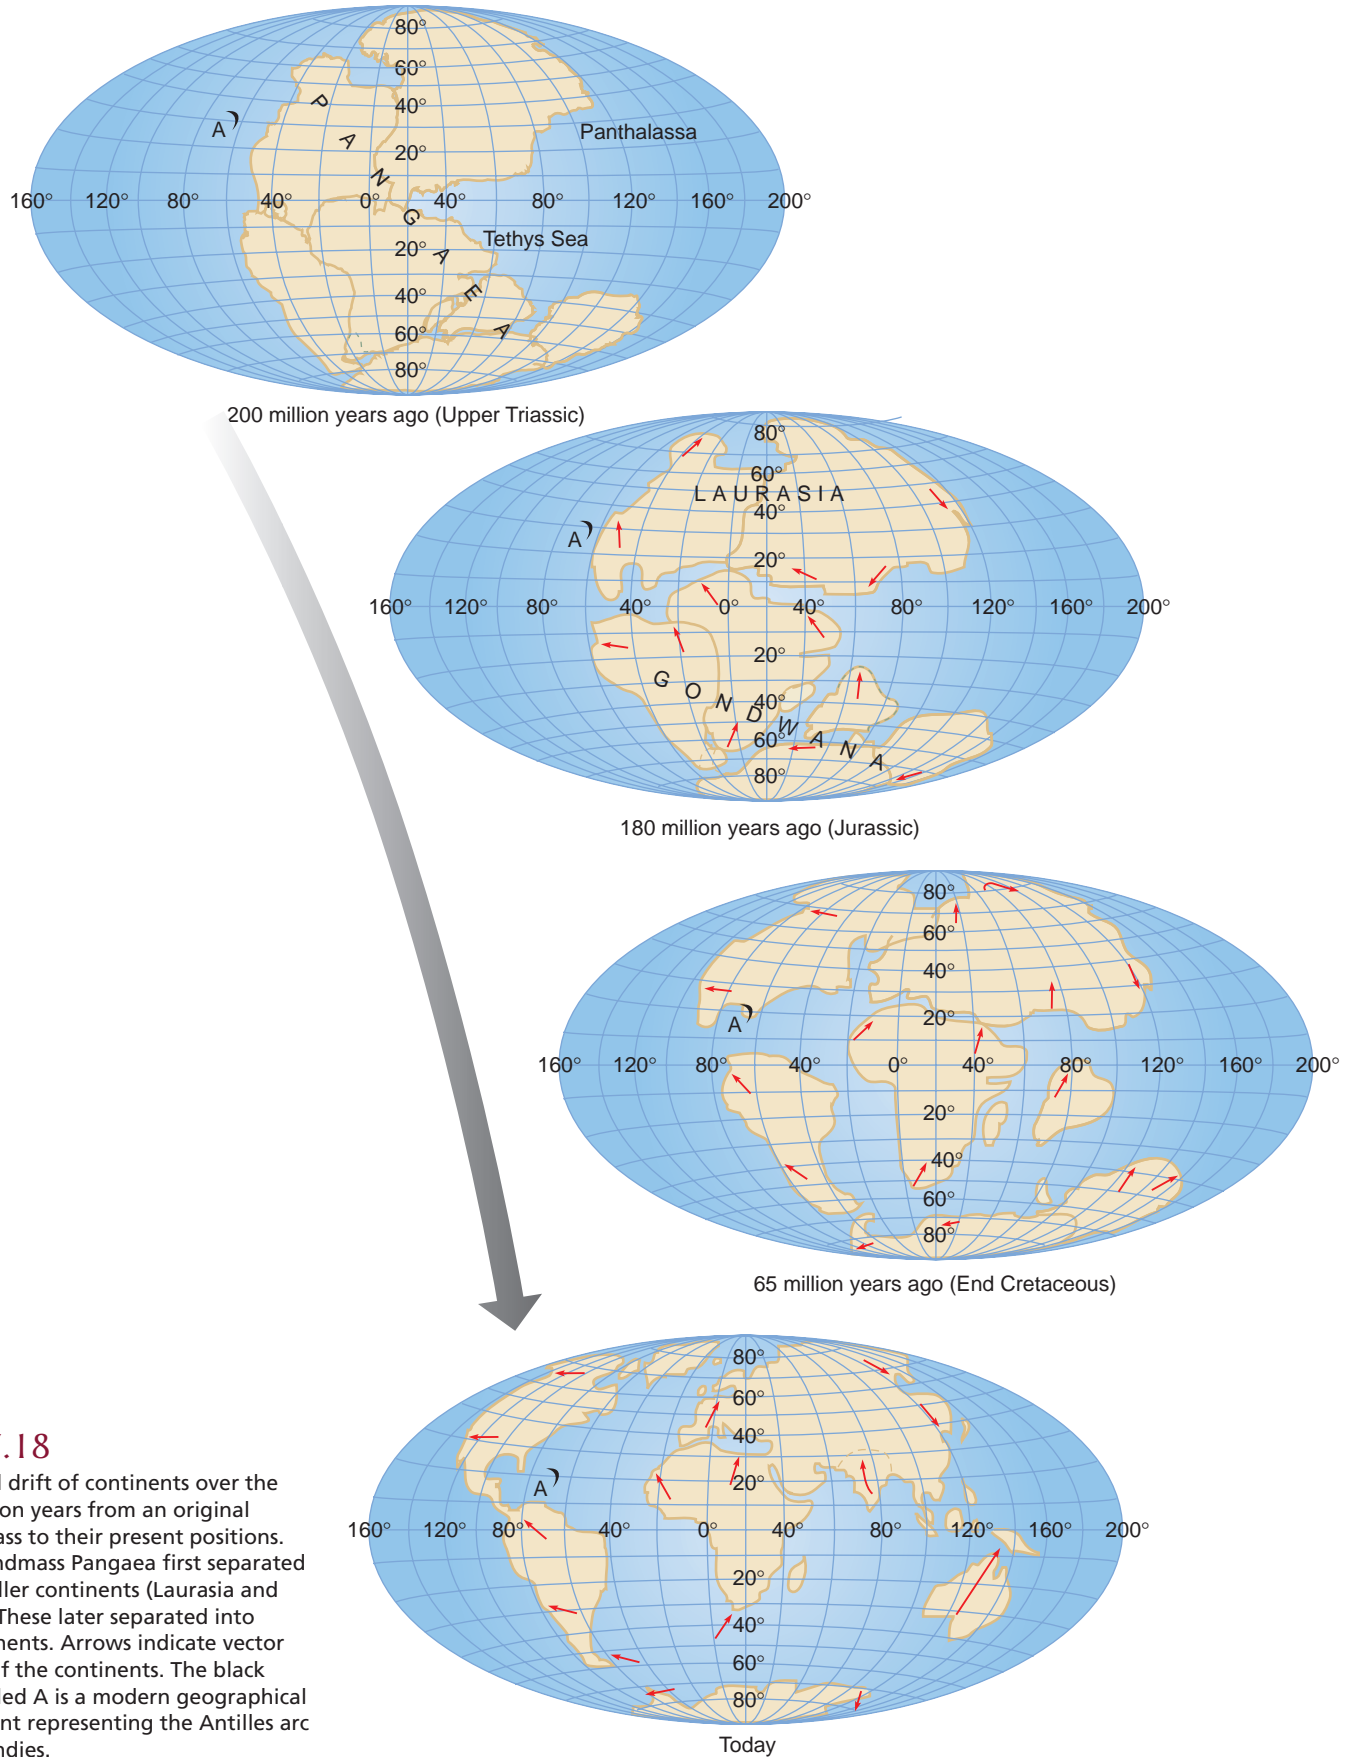 80°
60°
40°
20°
160° 120° 80° 40° 0° 40° 80° 120° 160° 200°
20°
40°
60°
80°
A
PANGAEA
Panthalassa
Tethys Sea
200 million years ago (Upper Triassic)
80°
60°
LAURASIA
40°
A
20°
160° 120° 80° 40° 0° 40° 80° 120° 160° 200°
20°
GONDWANA
40°
60°
80°
180 million years ago (Jurassic)
80°
60°
40°
20°
A
160° 120° 80° 40° 0° 40° 80° 120° 160° 200°
20°
40°
60°
80°
65 million years ago (End Cretaceous)
80°
60°
40°
20°
A
160° 120° 80° 40° 0° 40° 80° 120° 160° 200°
20°
40°
60°
80°
Today
.18
drift of continents over the
on years from an original
ass to their present positions.
ndmass Pangaea first separated
ller continents (Laurasia and
These later separated into
nents. Arrows indicate vector
of the continents. The black
led A is a modern geographical
nt representing the Antilles arc
ndies.